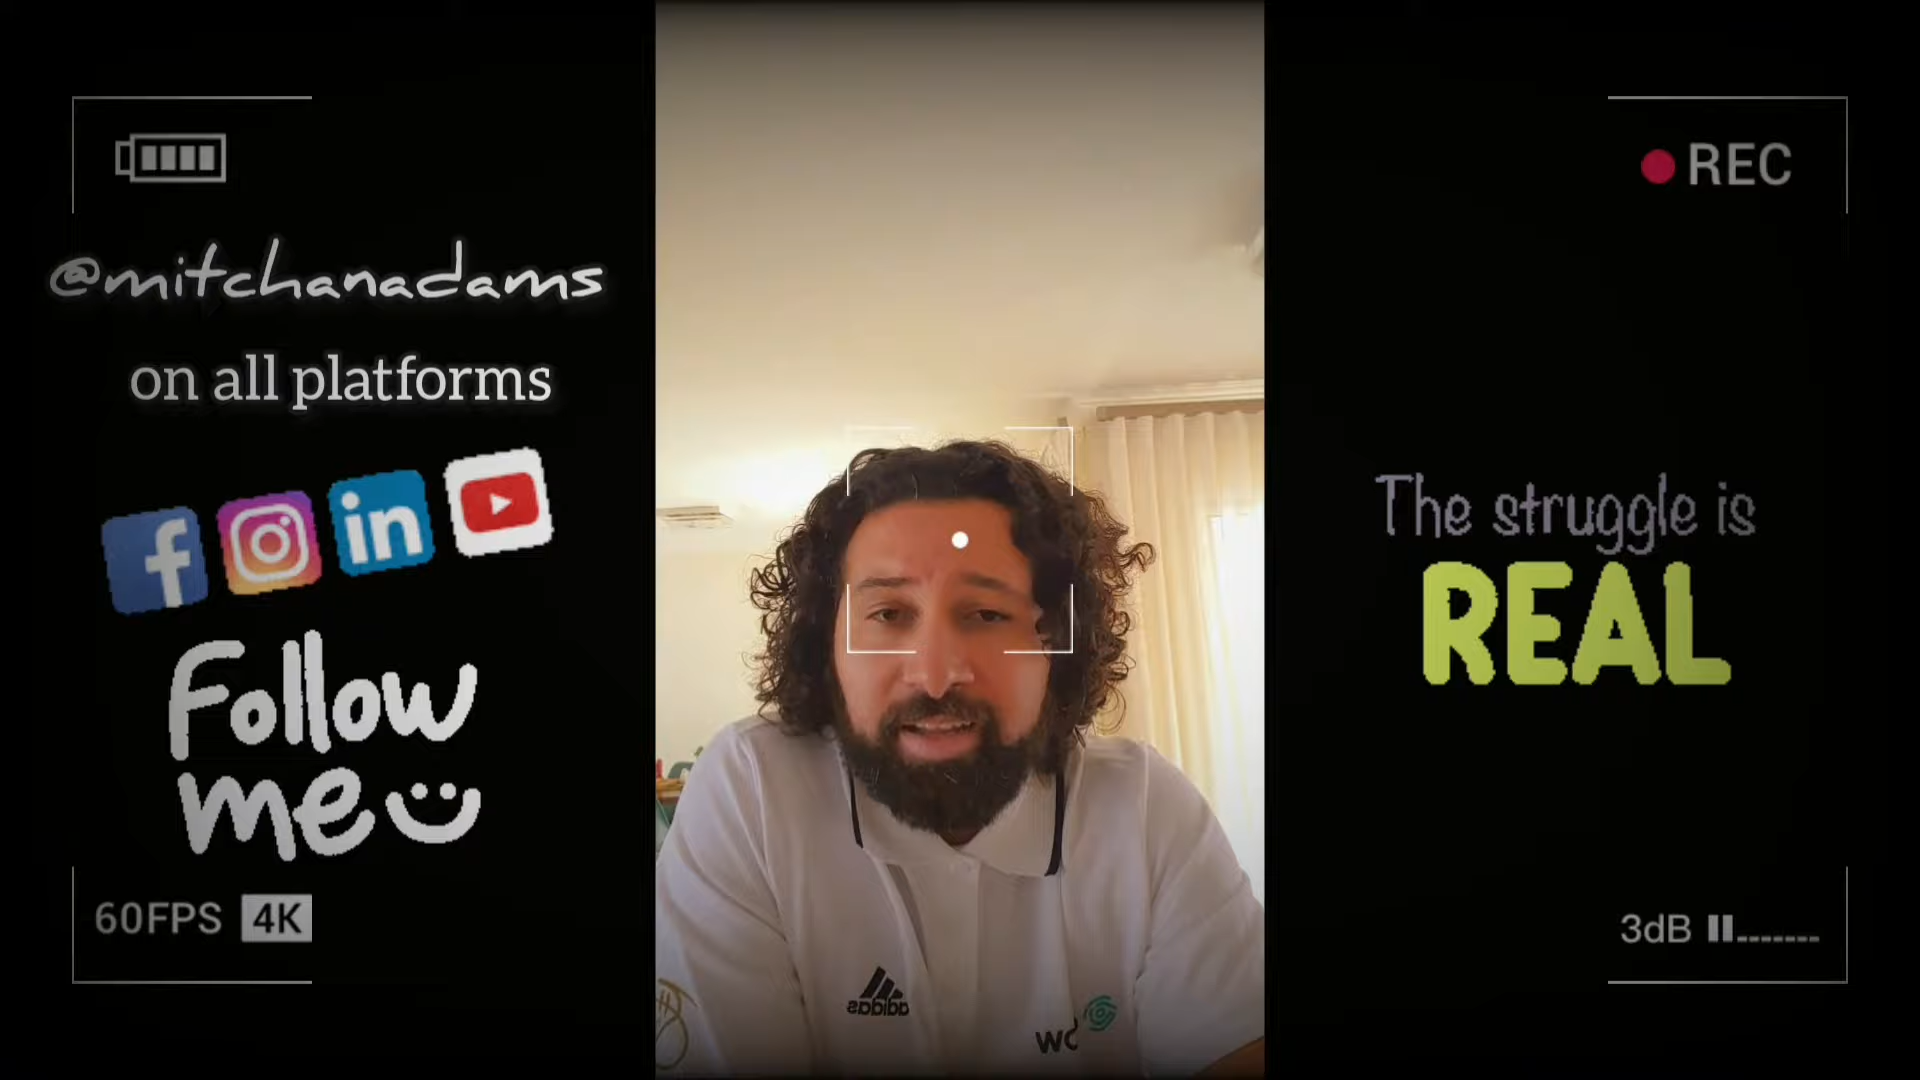 REC
@mitchanadams
on all platforms
f
in
The struggle is
REAL
Follow
me
60FPS 4K
3dB
adidas